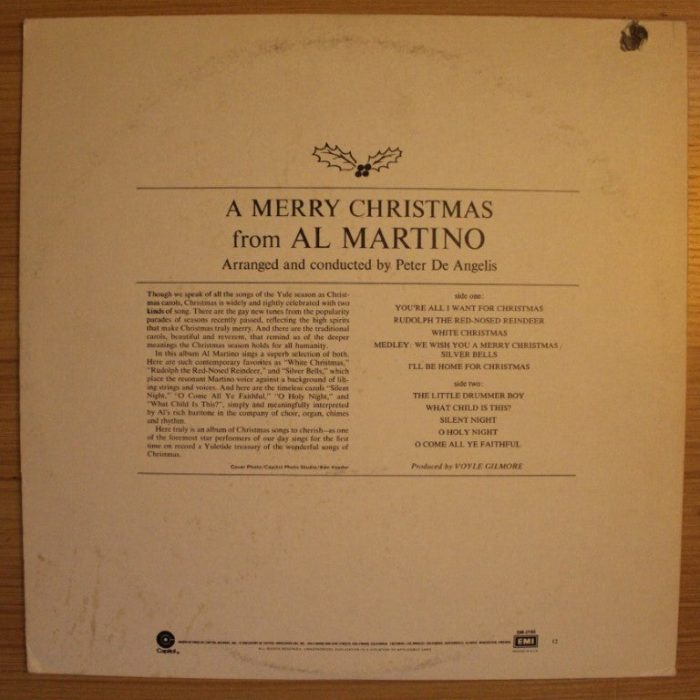 A MERRY CHRISTMAS
from AL MARTINO
Arranged and conducted by Peter De Angelis
Though we speak of all the songs of the Yule season as Christ-
mas carols, Christmas is widely and rightly celebrated with two
kinds of song. There are the gay new tunes from the popularity
parades of seasons recently passed, reflecting the high spirits
that make Christmas truly merry. And there are the traditional
carols, beautiful and reverent, that remind us of the deeper
meanings the Christmas season holds for all humanity.
In this album Al Martino sings a superb selection of both.
Here are such contemporary favorites as "White Christmas,"
"Rudolph the Red-Nosed Reindeer," and "Silver Bells," which
place the resonant Martino voice against a background of lilt-
ing strings and voices. And here are the timeless carols "Silent
Night," "O Come All Ye Faithful," "O Holy Night," and
"What Child Is This?", simply and meaningfully interpreted
by Al's rich baritone in the company of choir, organ, chimes
and rhythm.
Here truly is an album of Christmas songs to cherish—as one
of the foremost star performers of our day sings for the first
time on record a Yuletide treasury of the wonderful songs of
Christmas.
Cover Photo/Capitol Photo Studio/
side one:
YOU'RE ALL I WANT FOR CHRISTMAS
RUDOLPH THE RED-NOSED REINDEER
WHITE CHRISTMAS
MEDLEY: WE WISH YOU A MERRY CHRISTMAS/
SILVER BELLS
I'LL BE HOME FOR CHRISTMAS
side two:
THE LITTLE DRUMMER BOY
WHAT CHILD IS THIS?
SILENT NIGHT
O HOLY NIGHT
O COME ALL YE FAITHFUL
Produced by VOYLE GILMORE
Capitol
EMI
12